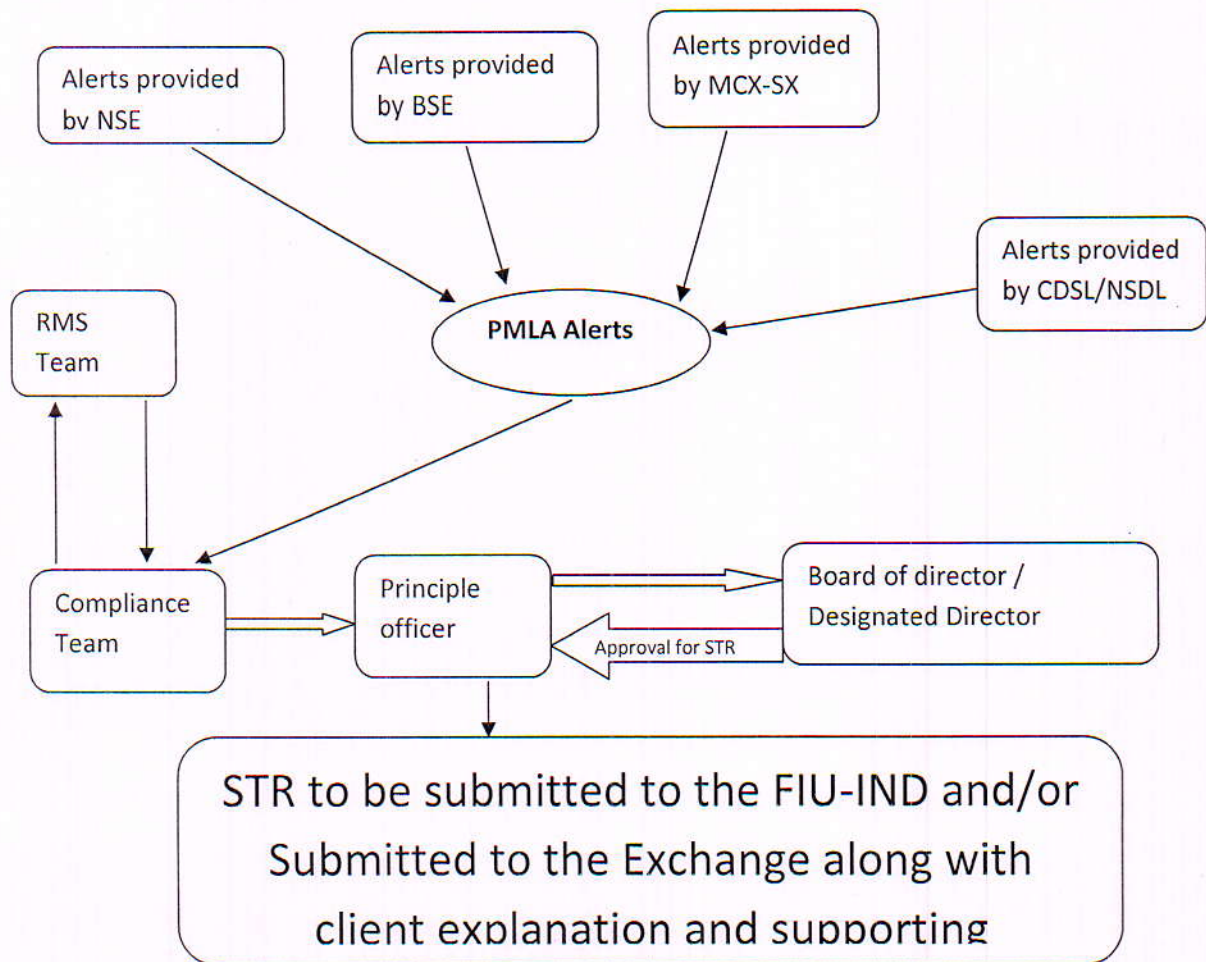 Alerts provided
by NSE
Alerts provided
by BSE
Alerts provided
by MCX-SX
Alerts provided
by CDSL/NSDL
RMS
Team
PMLA Alerts
Compliance
Team
Principle
officer
Board of director /
Designated Director
Approval for STR
STR to be submitted to the FIU-IND and/or
Submitted to the Exchange along with
client explanation and supporting